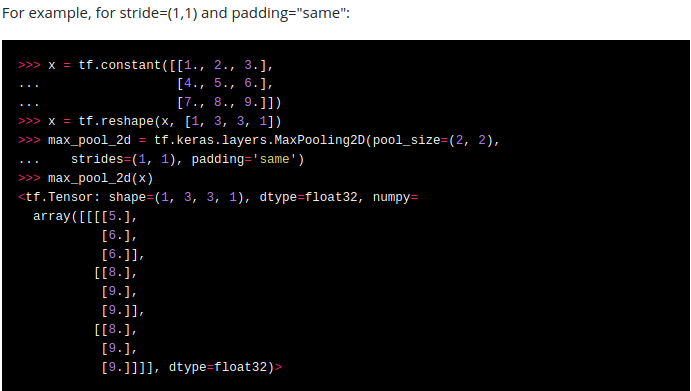 For example, for stride=(1,1) and padding="same":
>>> x = tf.constant([[1., 2., 3.],
...                  [4., 5., 6.],
...                  [7., 8., 9.]])
>>> x = tf.reshape(x, [1, 3, 3, 1])
>>> max_pool_2d = tf.keras.layers.MaxPooling2D(pool_size=(2, 2),
...    strides=(1, 1), padding='same')
>>> max_pool_2d(x)
<tf.Tensor: shape=(1, 3, 3, 1), dtype=float32, numpy=
  array([[[[5.],
           [6.],
           [6.]],
          [[8.],
           [9.],
           [9.]],
          [[8.],
           [9.],
           [9.]]]], dtype=float32)>